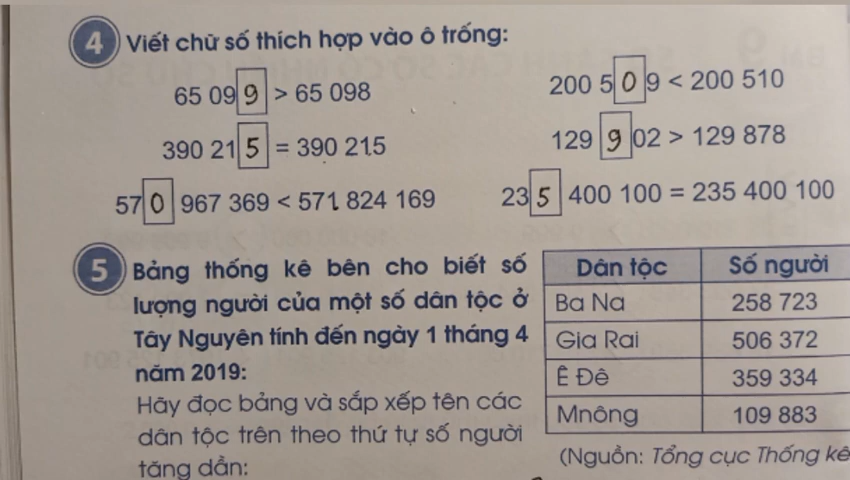 4 Viết chữ số thích hợp vào ô trống:
65 099 > 65 098
200 509 < 200 510
390 215 = 390 215
129 902 > 129 878
570 967 369 < 571 824 169
235 400 100 = 235 400 100
5 Bảng thống kê bên cho biết số
lượng người của một số dân tộc ở
Tây Nguyên tính đến ngày 1 tháng 4
năm 2019:
Hãy đọc bảng và sắp xếp tên các
dân tộc trên theo thứ tự số người
tăng dần:
Dân tộc Số người
Ba Na 258 723
Gia Rai 506 372
Ê Đê 359 334
Mnông 109 883
(Nguồn: Tổng cục Thống kê